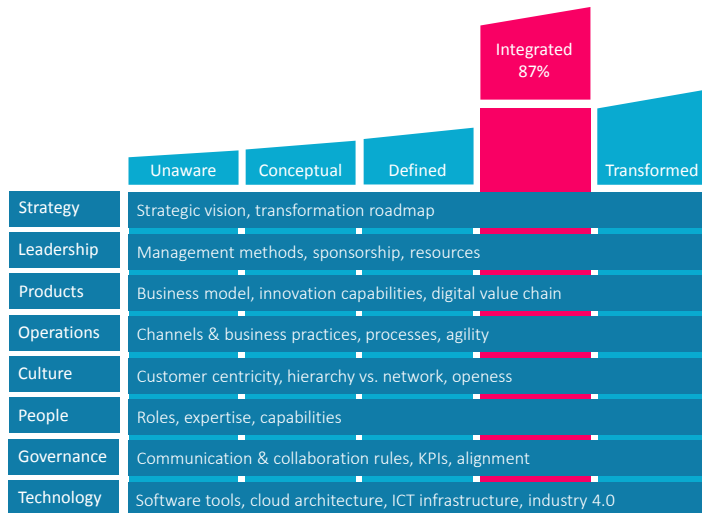 Integrated
87%
Unaware
Conceptual
Defined
Transformed
Strategy
Strategic vision, transformation roadmap
Leadership
Management methods, sponsorship, resources
Products
Business model, innovation capabilities, digital value chain
Operations
Channels & business practices, processes, agility
Culture
Customer centricity, hierarchy vs. network, openess
People
Roles, expertise, capabilities
Governance
Communication & collaboration rules, KPIs, alignment
Technology
Software tools, cloud architecture, ICT infrastructure, industry 4.0